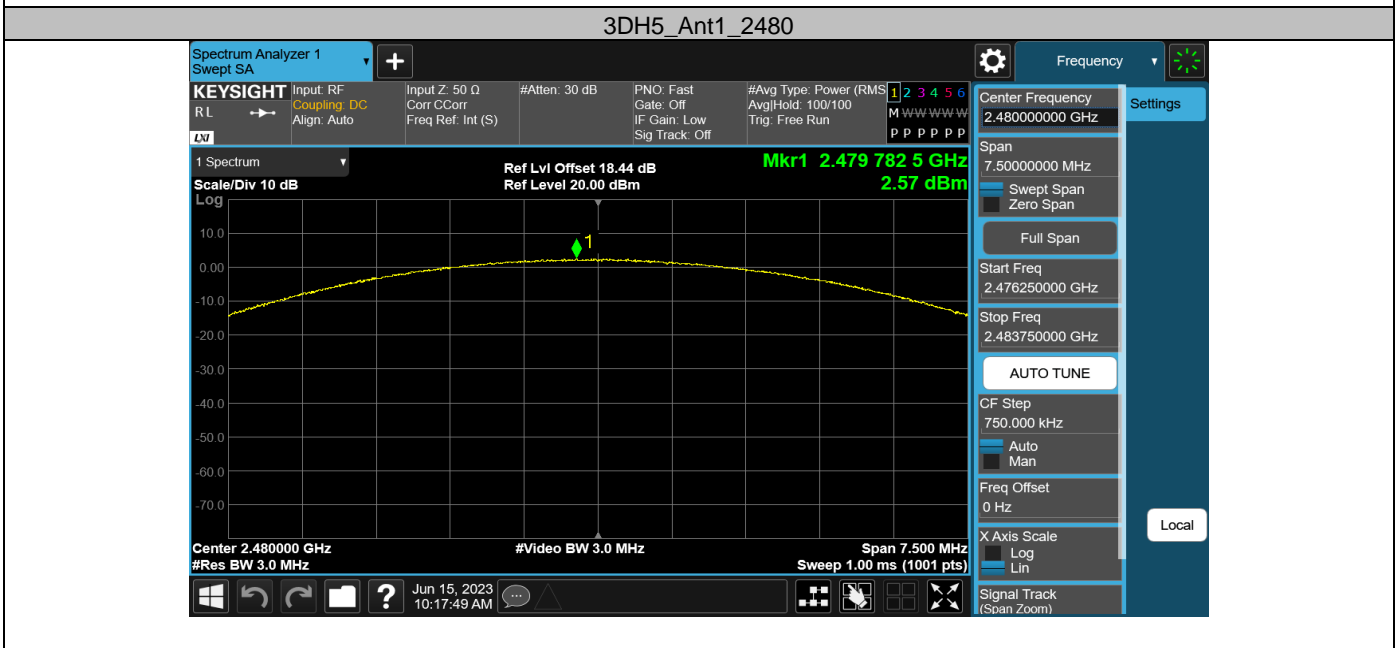 3DH5_Ant1_2480
Spectrum Analyzer 1
Swept SA
Frequency
KEYSIGHT
RL
LXI
Input: RF
Coupling: DC
Align: Auto
Input Z: 50 Ω
Corr CCorr
Freq Ref: Int (S)
#Atten: 30 dB
PNO: Fast
Gate: Off
IF Gain: Low
Sig Track: Off
#Avg Type: Power (RMS
Avg|Hold: 100/100
Trig: Free Run
1 2 3 4 5 6
M W W W W W
P P P P P P
1 Spectrum
Scale/Div 10 dB
Ref Lvl Offset 18.44 dB
Ref Level 20.00 dBm
Mkr1 2.479 782 5 GHz
2.57 dBm
Log
10.0
0.00
-10.0
-20.0
-30.0
-40.0
-50.0
-60.0
-70.0
1
Center 2.480000 GHz
#Res BW 3.0 MHz
#Video BW 3.0 MHz
Span 7.500 MHz
Sweep 1.00 ms (1001 pts)
Center Frequency
2.480000000 GHz
Span
7.50000000 MHz
Swept Span
Zero Span
Full Span
Start Freq
2.476250000 GHz
Stop Freq
2.483750000 GHz
AUTO TUNE
CF Step
750.000 kHz
Auto
Man
Freq Offset
0 Hz
X Axis Scale
Log
Lin
Signal Track
(Span Zoom)
Settings
Local
?
Jun 15, 2023
10:17:49 AM